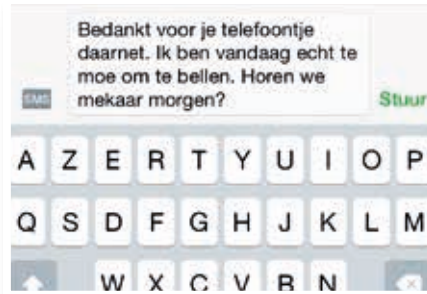 Bedankt voor je telefoontje
daarnet. Ik ben vandaag echt te
moe om te bellen. Horen we
mekaar morgen?
SMS Stuur
A Z E R T Y U I O P
Q S D F G H J K L M
W X C V B N